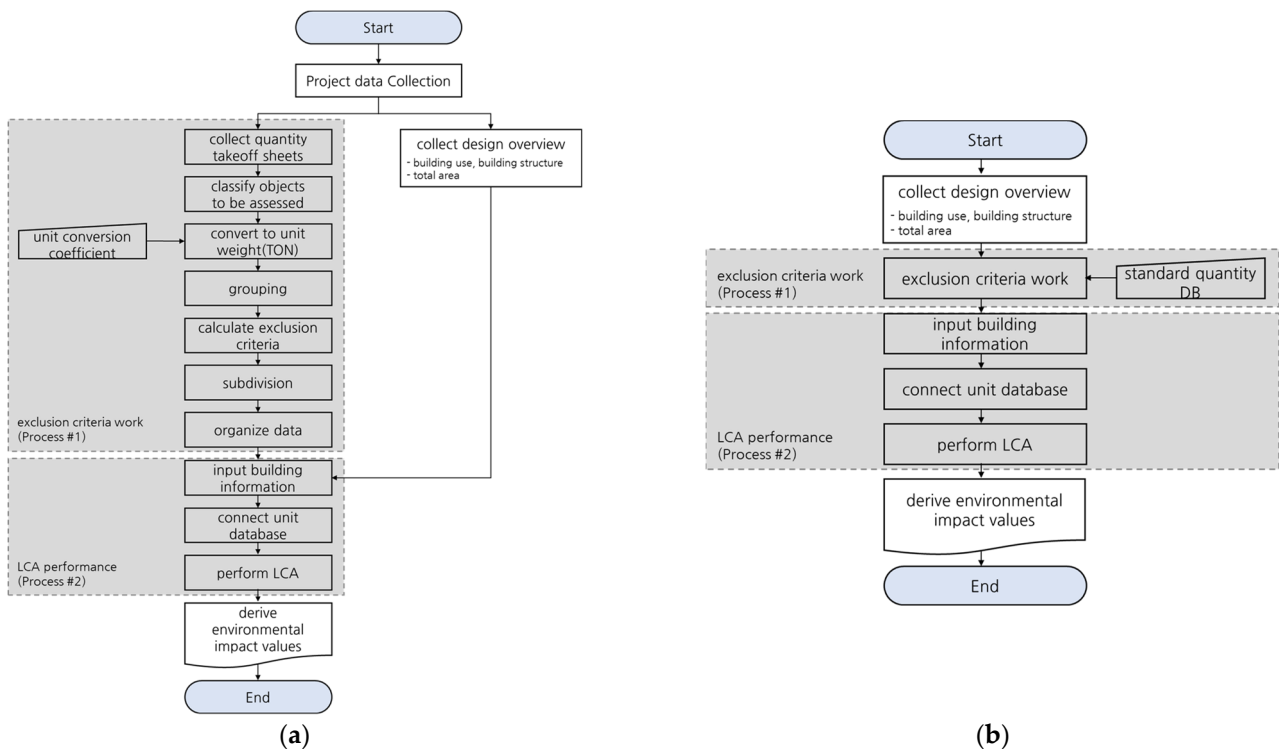 Start
Project data Collection
collect quantity
takeoff sheets
classify objects
to be assessed
unit conversion
coefficient
convert to unit
weight(TON)
grouping
calculate exclusion
criteria
subdivision
organize data
exclusion criteria work
(Process #1)
collect design overview
- building use, building structure
- total area
input building
information
connect unit
database
perform LCA
LCA performance
(Process #2)
derive
environmental
impact values
End
(a)
Start
collect design overview
- building use, building structure
- total area
exclusion criteria work
(Process #1)
exclusion criteria work
standard quantity
DB
input building
information
connect unit database
perform LCA
LCA performance
(Process #2)
derive environmental
impact values
End
(b)